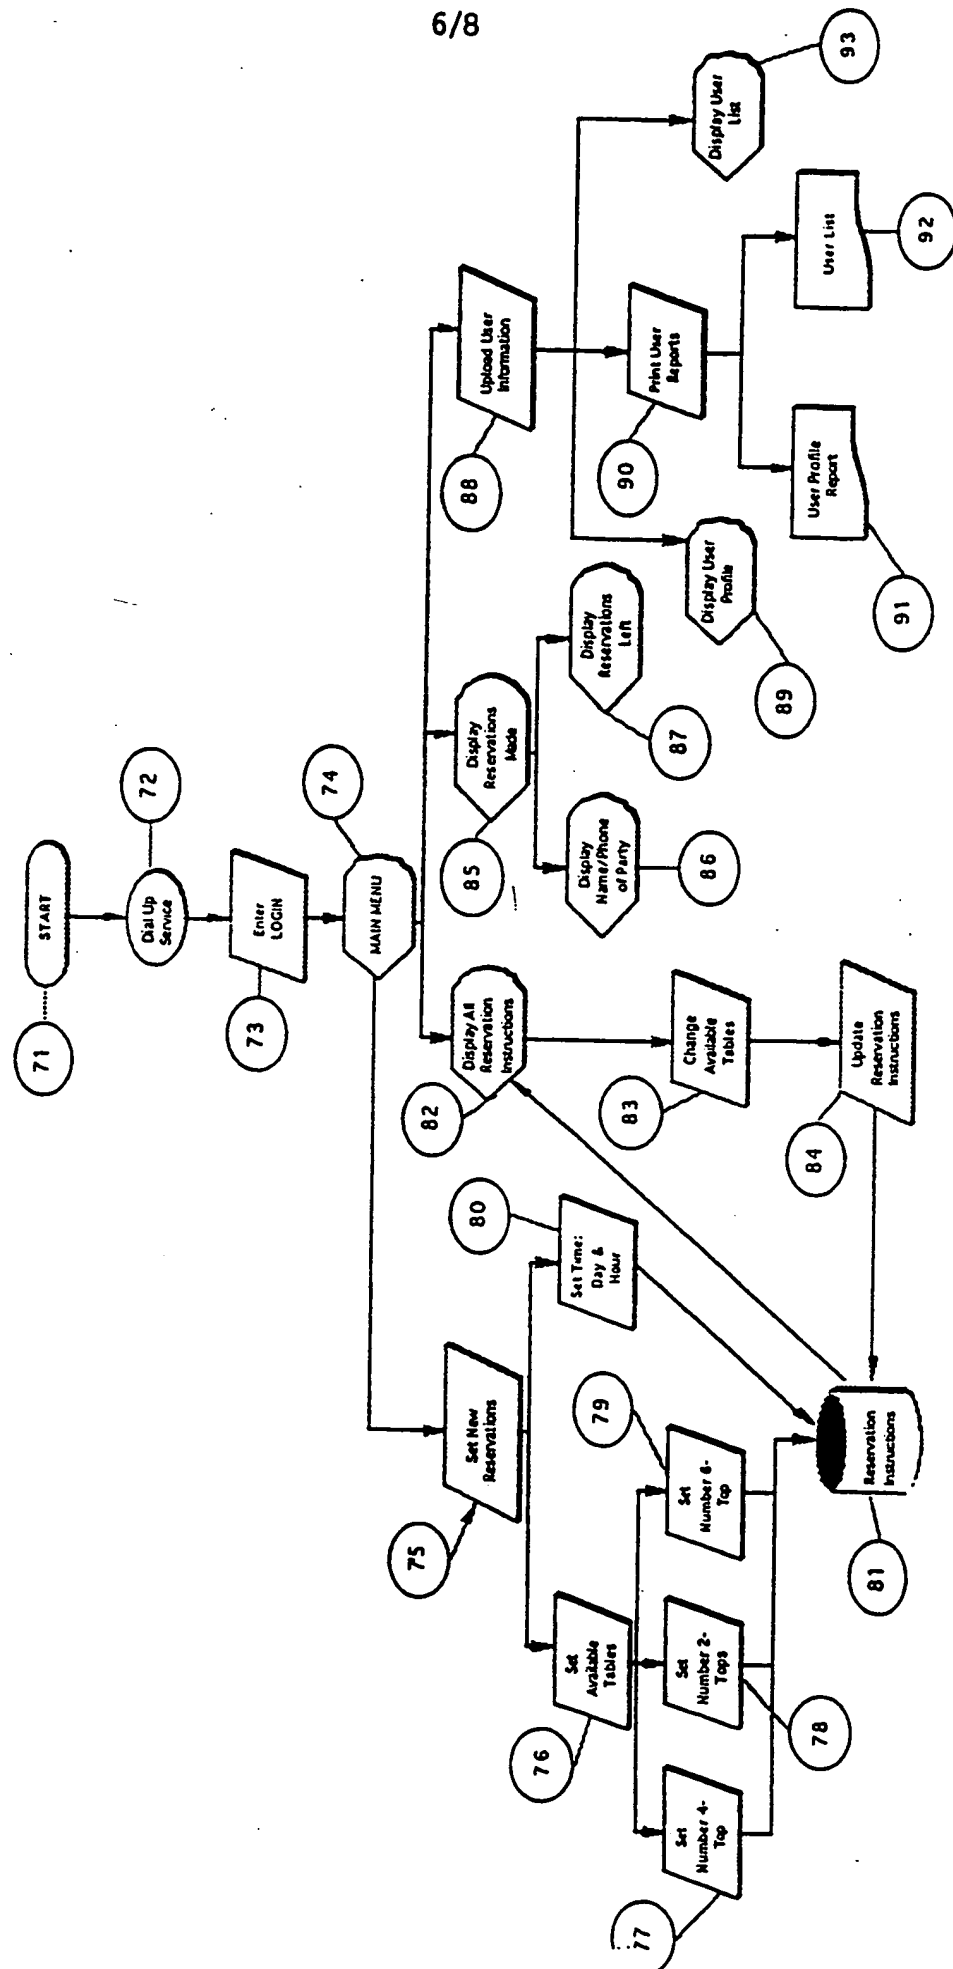 6/8
71
START
72
Dial Up
Service
73
Enter
LOGIN
74
MAIN MENU
75
Set New
Reservations
76
Set
Available
Tables
77
Set
Number 4-
Top
78
Set
Number 2-
Tops
79
Set
Number 6-
Top
80
Set Time:
Day &
Hour
81
Reservation
Instructions
82
Display All
Reservation
Instructions
83
Change
Available
Tables
84
Update
Reservation
Instructions
85
Display
Reservations
Made
86
Display
Name/Phone
of Party
87
Display
Reservations
Left
88
Upload User
Information
89
Display User
Profile
90
Print User
Reports
91
User Profile
Report
92
User List
93
Display User
List